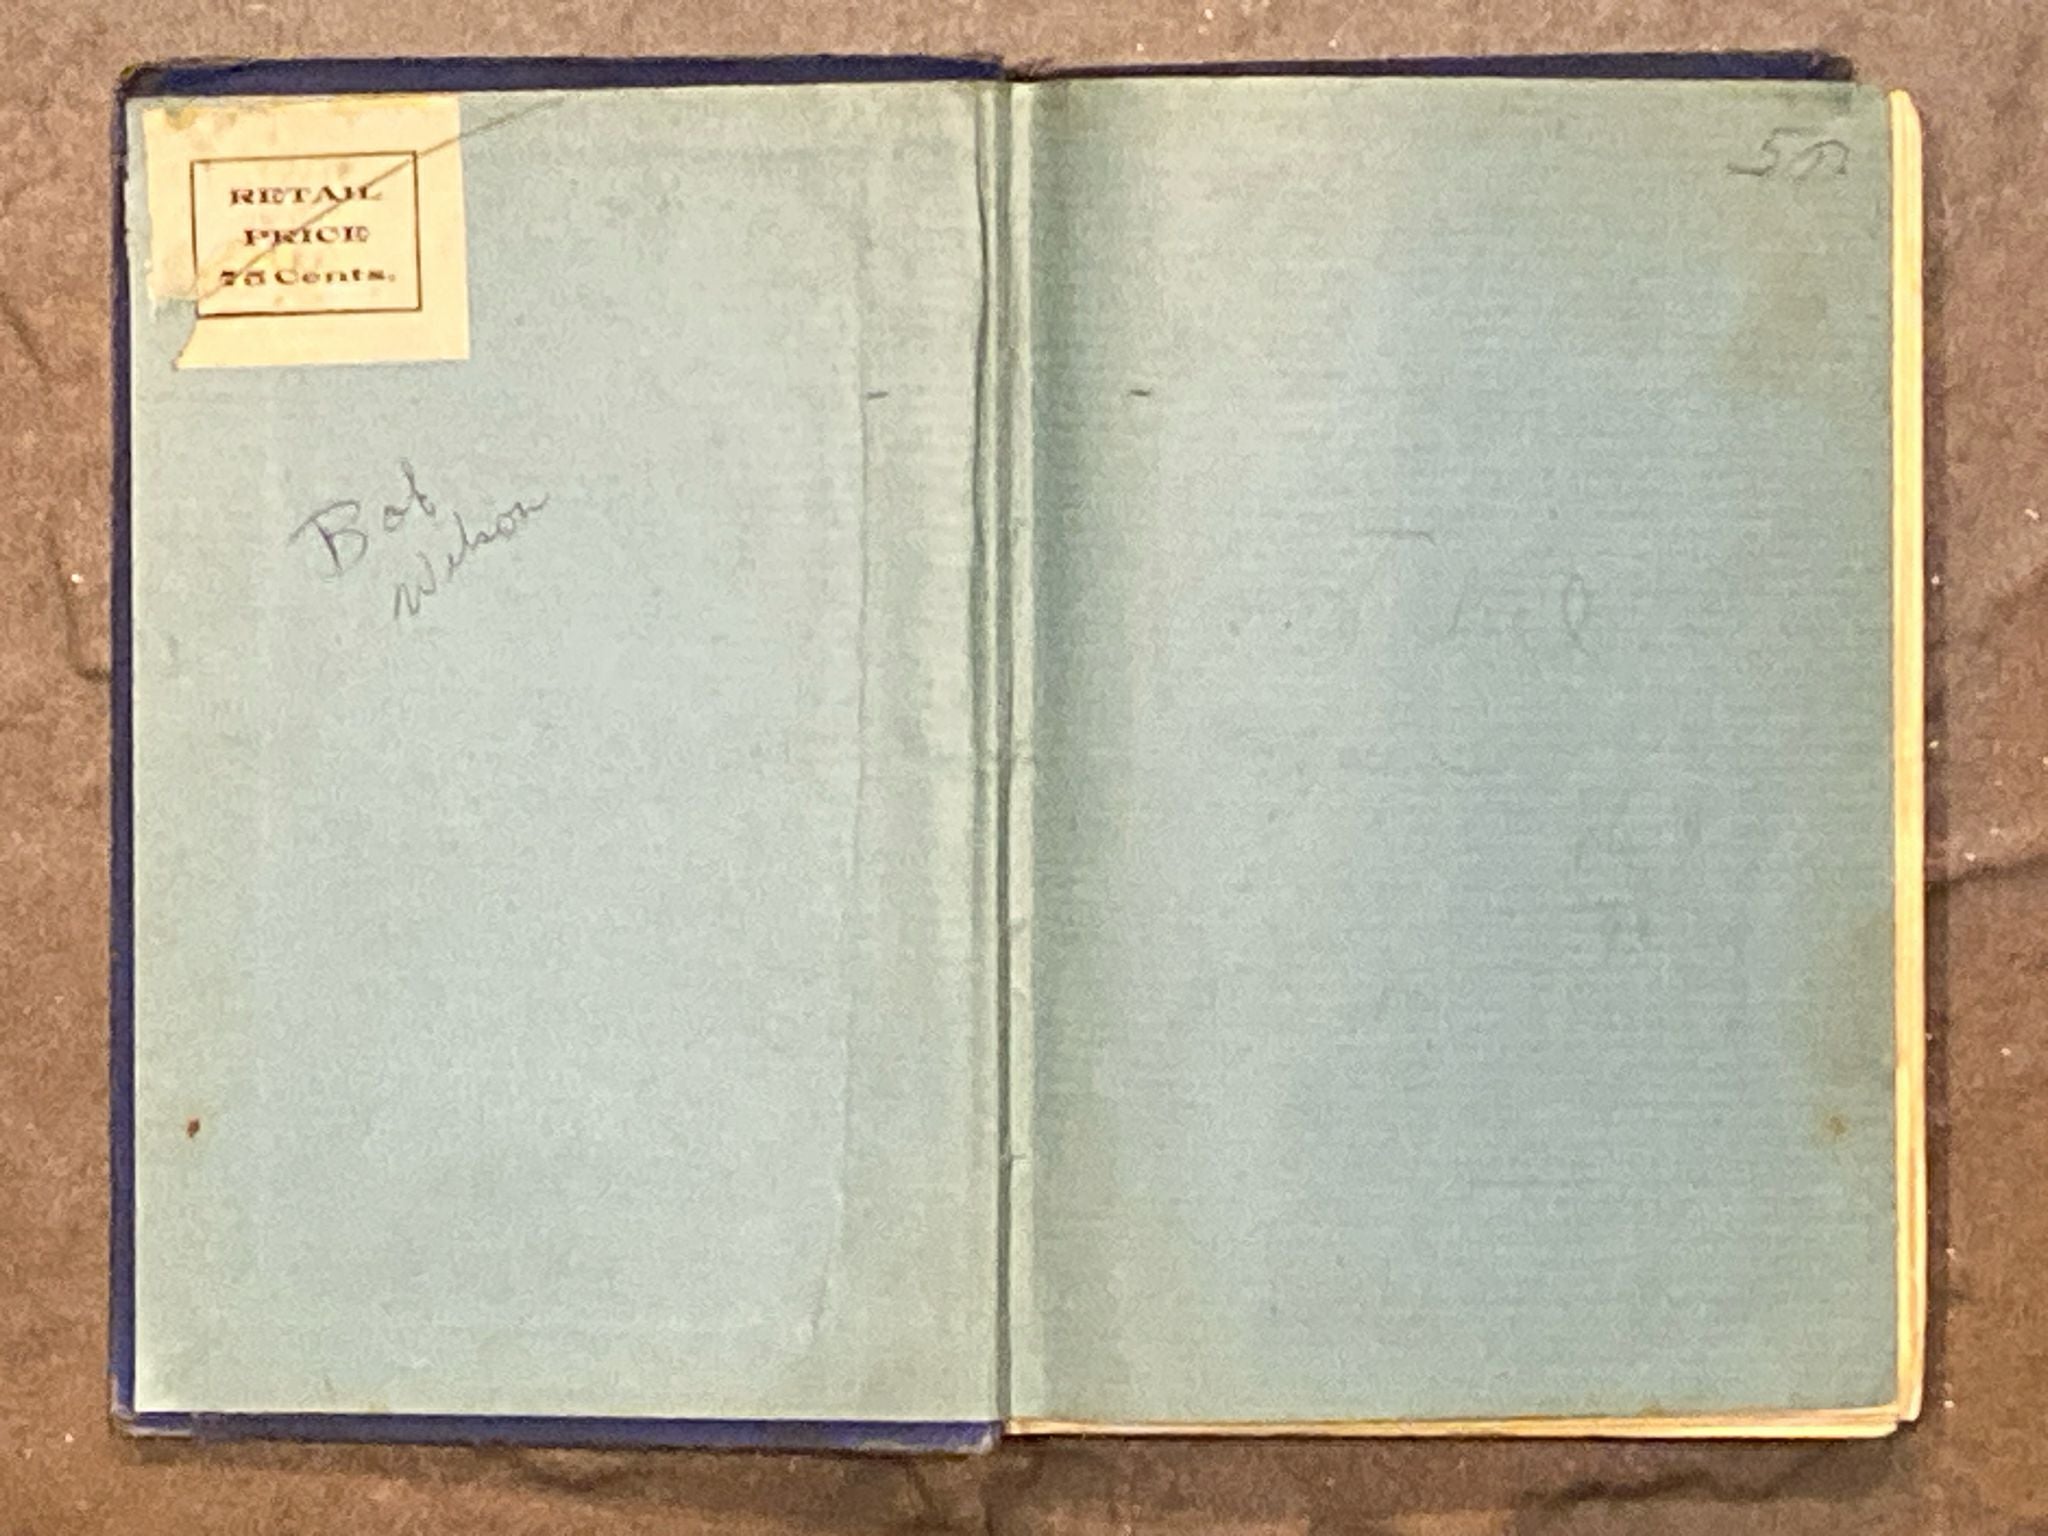 RETAIL
PRICE
75 Cents.
Bob
Wilson